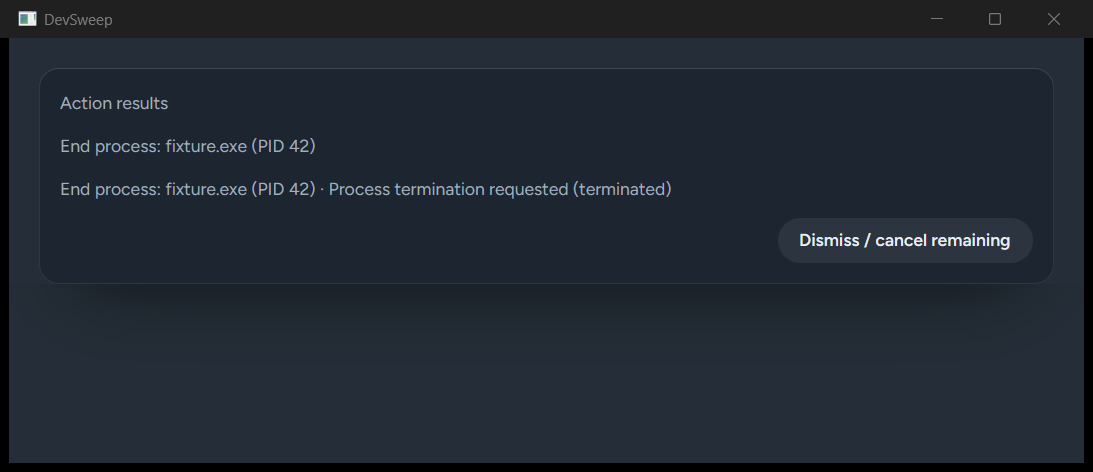 DevSweep
Action results
End process: fixture.exe (PID 42)
End process: fixture.exe (PID 42) · Process termination requested (terminated)
Dismiss / cancel remaining